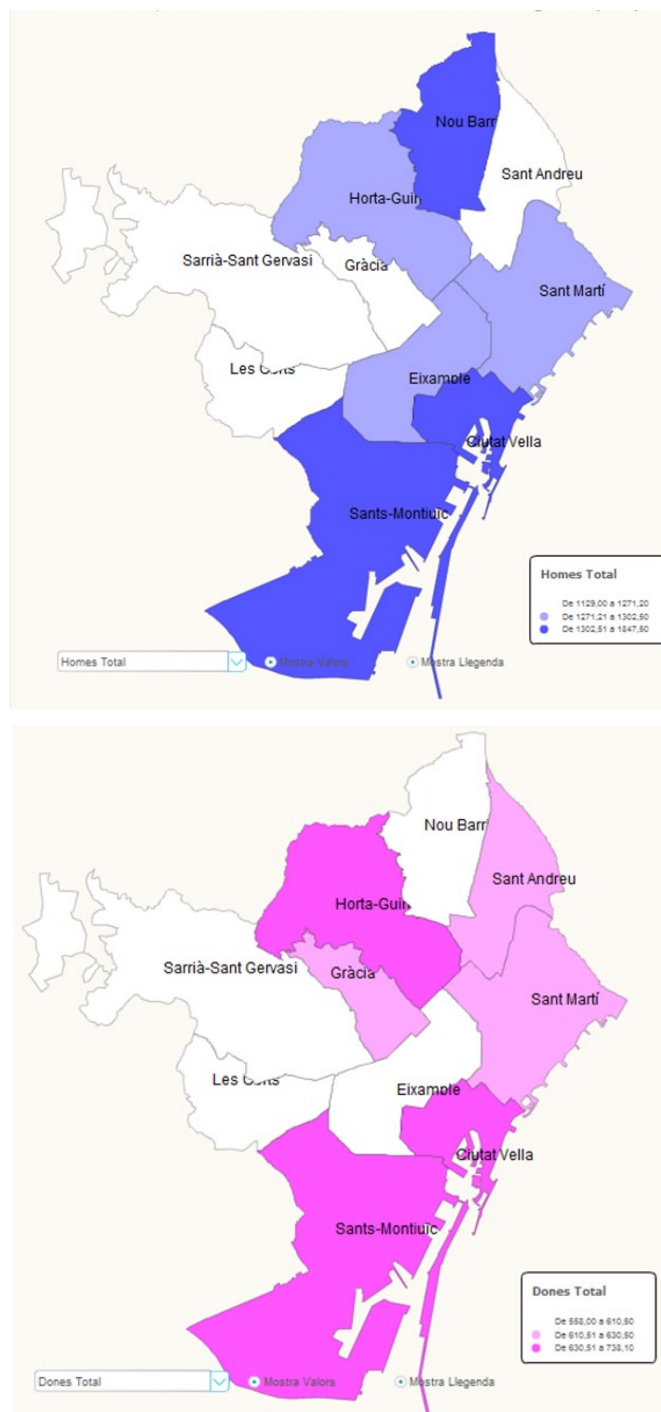 Nou Barri
Sant Andreu
Horta-Guin
Sarrià-Sant Gervasi
Gràcia
Sant Martí
Les Corts
Eixample
Ciutat Vella
Sants-Montjuïc
Homes Total
De 1129,00 a 1271,20
De 1271,21 a 1302,50
De 1302,51 a 1847,50
Homes Total
Mostra Valors
Mostra Llegenda
Nou Barri
Sant Andreu
Horta-Guin
Sarrià-Sant Gervasi
Gràcia
Sant Martí
Les Corts
Eixample
Ciutat Vella
Sants-Montjuïc
Dones Total
De 558,00 a 610,50
De 610,51 a 630,50
De 630,51 a 738,10
Dones Total
Mostra Valors
Mostra Llegenda